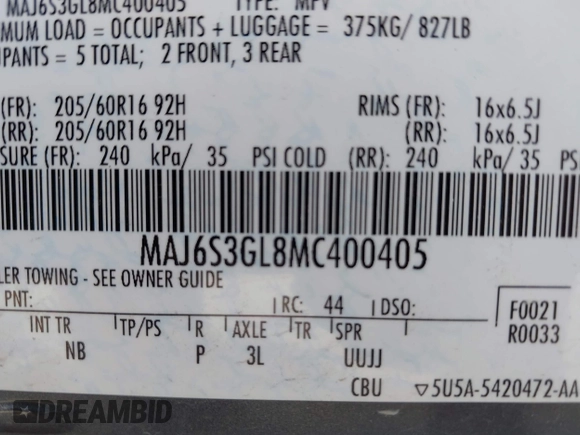 MAJ6S3GL8MC400405 TYPE: MPV
MUM LOAD = OCCUPANTS + LUGGAGE = 375KG/ 827LB
PANTS = 5 TOTAL; 2 FRONT, 3 REAR
(FR): 205/60R16 92H RIMS (FR): 16x6.5J
(RR): 205/60R16 92H (RR): 16x6.5J
SURE (FR): 240 kPa/ 35 PSI COLD (RR): 240 kPa/ 35 PS
MAJ6S3GL8MC400405
LER TOWING - SEE OWNER GUIDE
PNT: RC: 44 DSO: F0021
INT TR TP/PS R AXLE TR SPR R0033
NB P 3L UUJJ
CBU ▽5U5A-5420472-AA
DREAMBID